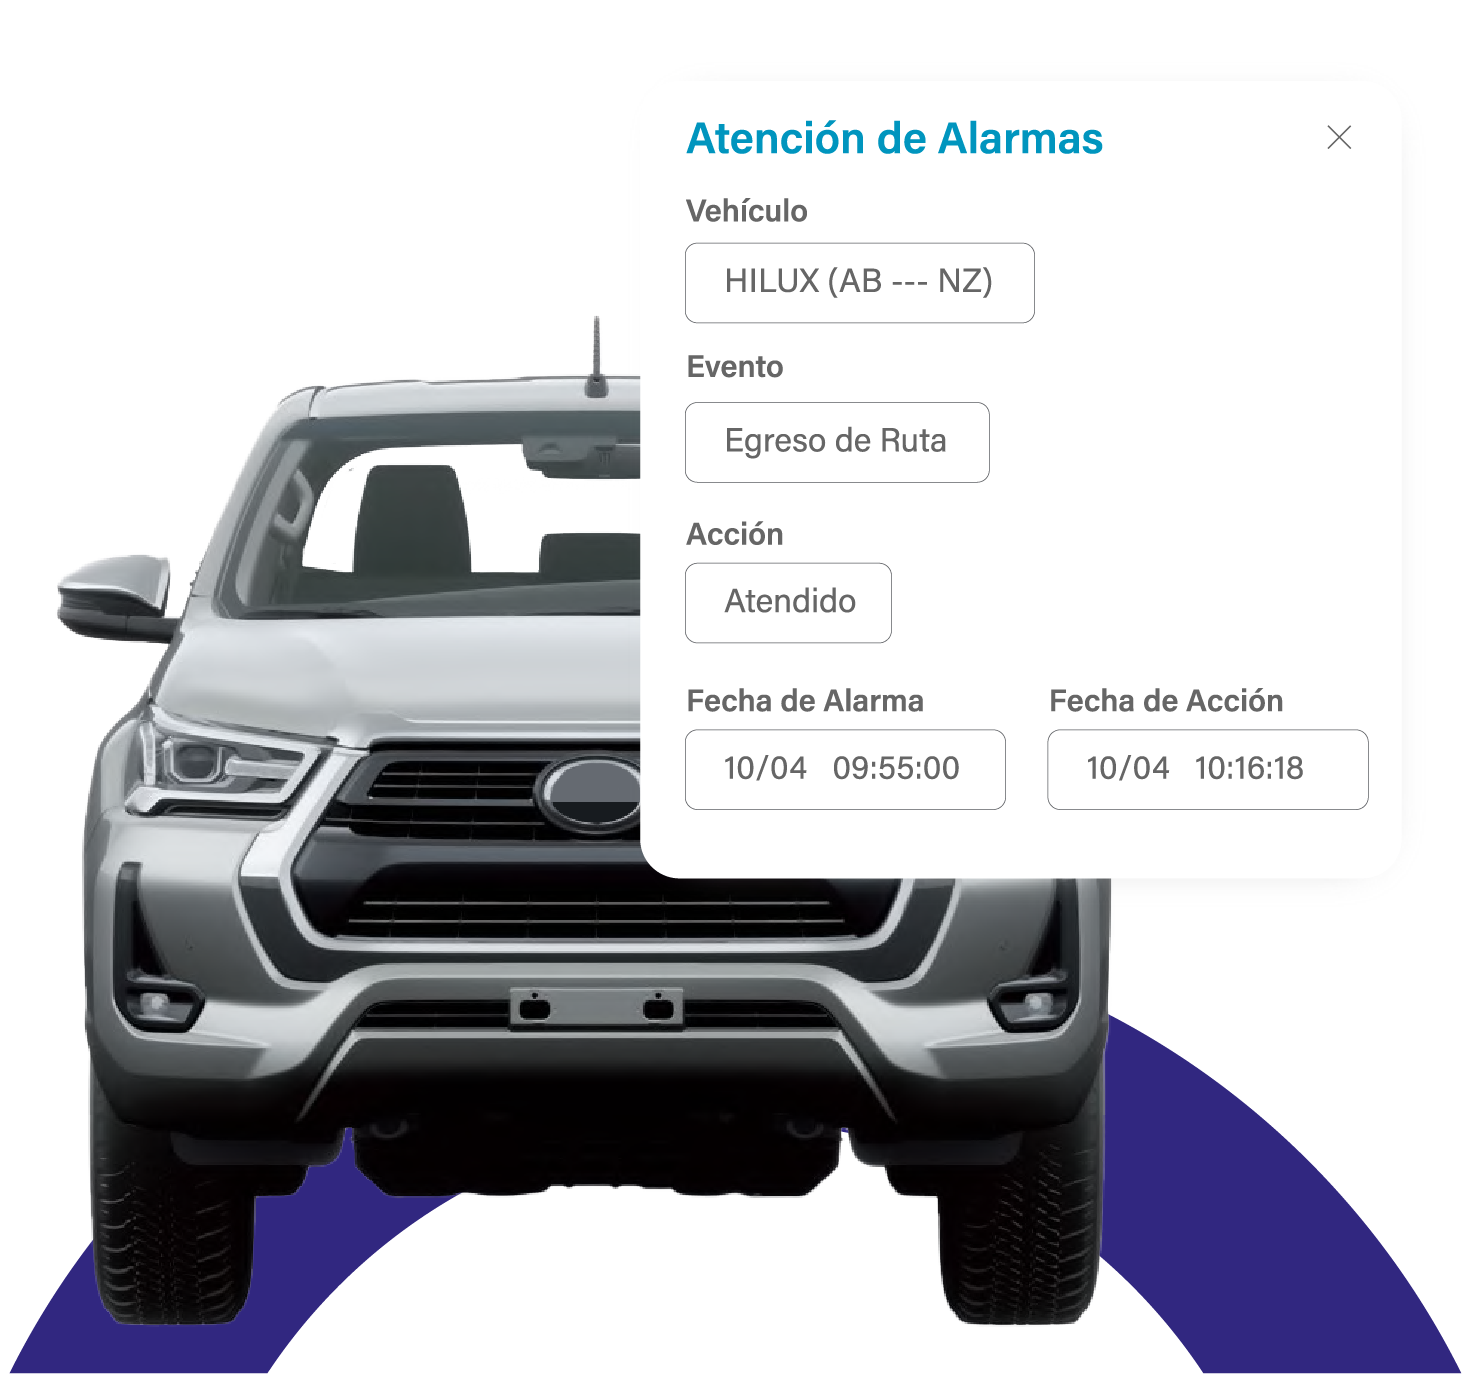 Atención de Alarmas
Vehículo
HILUX (AB --- NZ)
Evento
Egreso de Ruta
Acción
Atendido
Fecha de Alarma Fecha de Acción
10/04 09:55:00 10/04 10:16:18